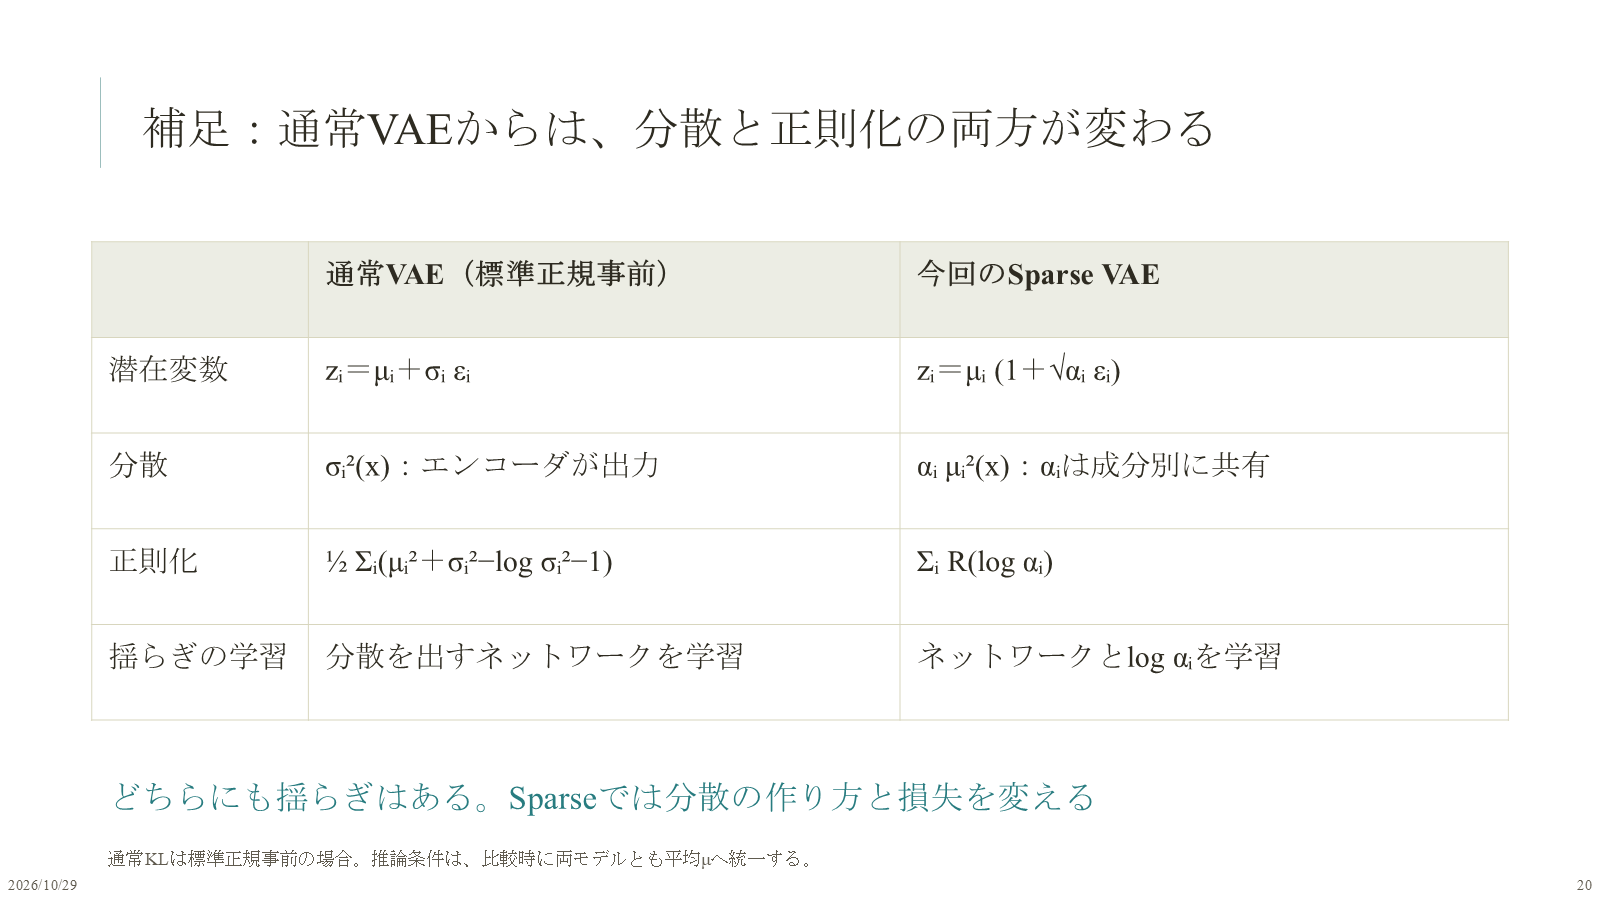 補足：通常VAEからは、分散と正則化の両方が変わる
通常VAE（標準正規事前）
今回のSparse VAE
潜在変数
zᵢ＝μᵢ＋σᵢ εᵢ
zᵢ＝μᵢ (1＋√αᵢ εᵢ)
分散
σᵢ²(x)：エンコーダが出力
αᵢ μᵢ²(x)：αᵢは成分別に共有
正則化
½ Σᵢ(μᵢ²＋σᵢ²−log σᵢ²−1)
Σᵢ R(log αᵢ)
揺らぎの学習
分散を出すネットワークを学習
ネットワークとlog αᵢを学習
どちらにも揺らぎはある。Sparseでは分散の作り方と損失を変える
通常KLは標準正規事前の場合。推論条件は、比較時に両モデルとも平均μへ統一する。
2026/10/29
20